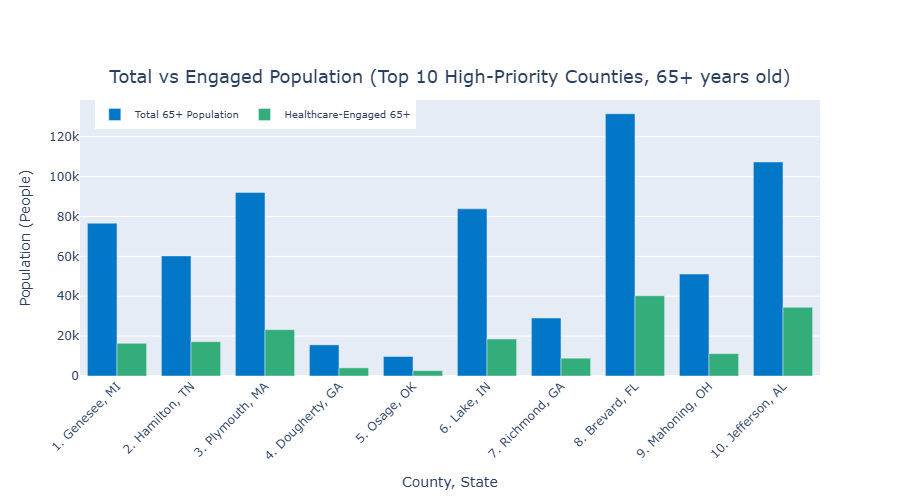 Total vs Engaged Population (Top 10 High-Priority Counties, 65+ years old)
Total 65+ Population
Healthcare-Engaged 65+
Population (People)
120k
100k
80k
60k
40k
20k
0
1. Genesee, MI
2. Hamilton, TN
3. Plymouth, MA
4. Dougherty, GA
5. Osage, OK
6. Lake, IN
7. Richmond, GA
8. Brevard, FL
9. Mahoning, OH
10. Jefferson, AL
County, State